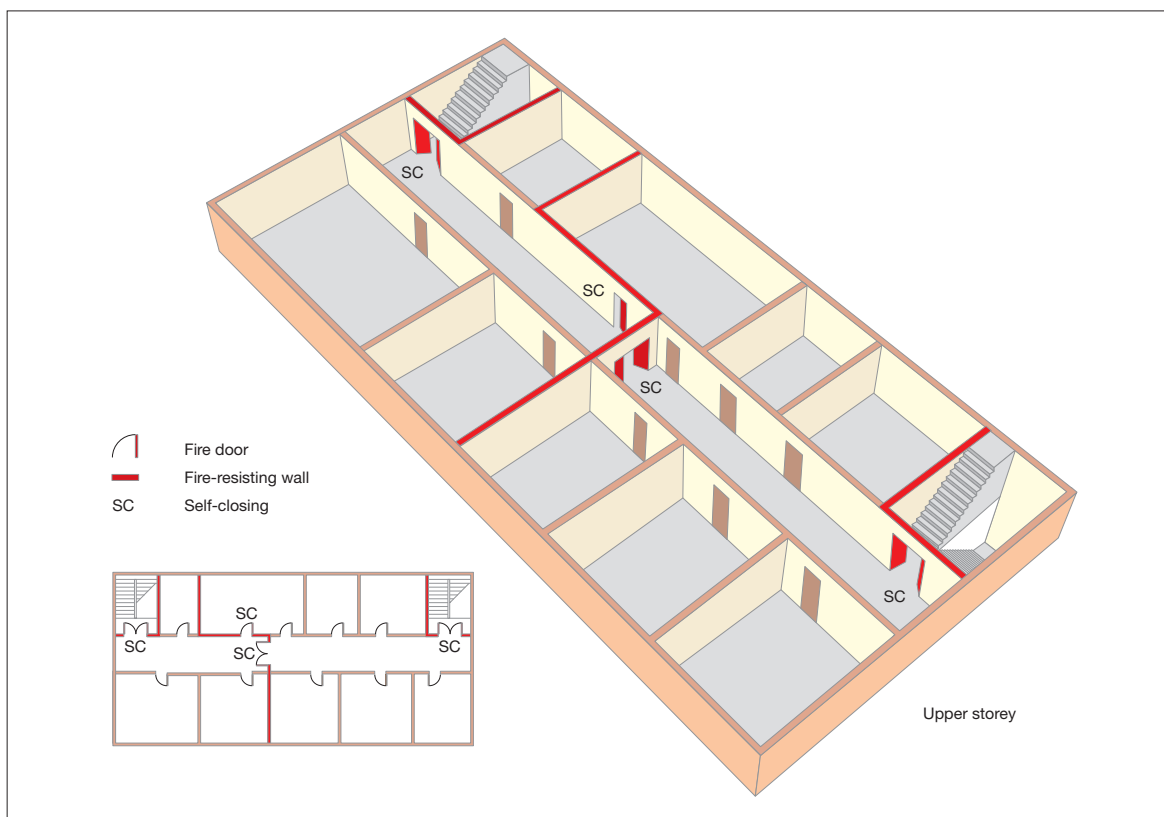 SC
SC
SC
Fire door
Fire-resisting wall
SC Self-closing
SC
SC
SC
SC
SC
Upper storey